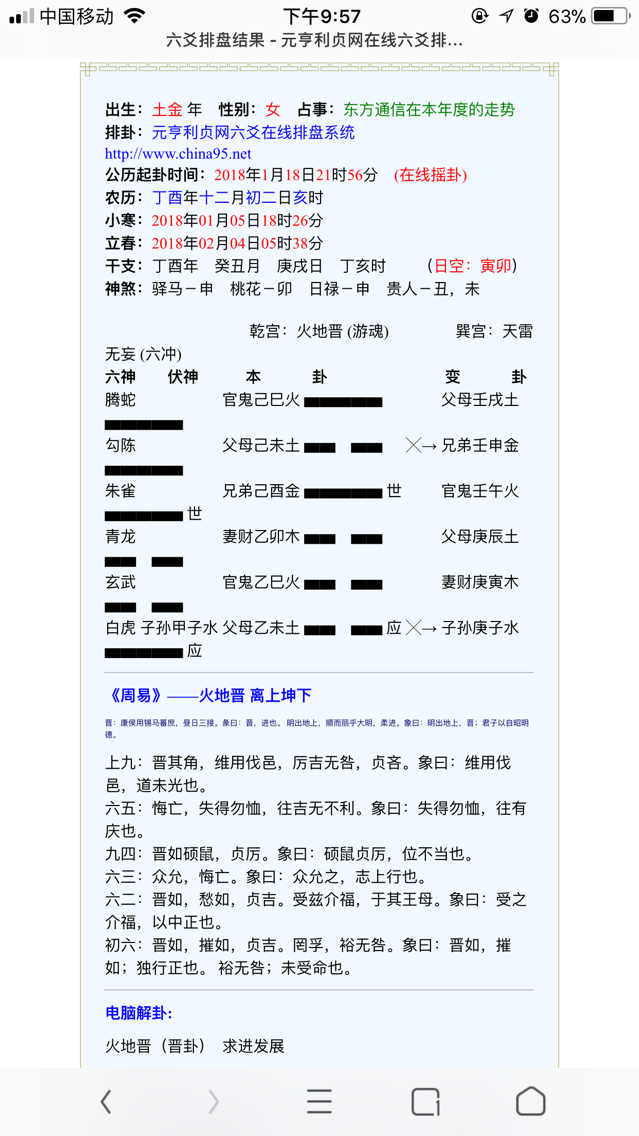 中国移动 下午9:57 63%
六爻排盘结果 - 元亨利贞网在线六爻排...
出生：土金 年 性别：女 占事：东方通信在本年度的走势
排卦：元亨利贞网六爻在线排盘系统
http://www.china95.net
公历起卦时间：2018年1月18日21时56分 (在线摇卦)
农历：丁酉年十二月初二日亥时
小寒：2018年01月05日18时26分
立春：2018年02月04日05时38分
干支：丁酉年 癸丑月 庚戌日 丁亥时 （日空：寅卯）
神煞：驿马－申 桃花－卯 日禄－申 贵人－丑，未
乾宫：火地晋 (游魂) 巽宫：天雷
无妄 (六冲)
六神 伏神 本 卦 变 卦
腾蛇 官鬼己巳火 父母壬戌土
勾陈 父母己未土 ╳→ 兄弟壬申金
朱雀 兄弟己酉金 世 官鬼壬午火
世
青龙 妻财乙卯木 父母庚辰土
玄武 官鬼乙巳火 妻财庚寅木
白虎 子孙甲子水 父母乙未土 应 ╳→ 子孙庚子水
应
《周易》——火地晋 离上坤下
晋：康侯用锡马蕃庶，昼日三接。彖曰：晋，进也。 明出地上，顺而丽乎大明，柔进。象曰：明出地上，晋；君子以自昭明
德。
上九：晋其角，维用伐邑，厉吉无咎，贞吝。象曰：维用伐
邑，道未光也。
六五：悔亡，失得勿恤，往吉无不利。象曰：失得勿恤，往有
庆也。
九四：晋如硕鼠，贞厉。象曰：硕鼠贞厉，位不当也。
六三：众允，悔亡。象曰：众允之，志上行也。
六二：晋如，愁如，贞吉。受兹介福，于其王母。象曰：受之
介福，以中正也。
初六：晋如，摧如，贞吉。罔孚，裕无咎。象曰：晋如，摧
如；独行正也。 裕无咎；未受命也。
电脑解卦:
火地晋（晋卦） 求进发展